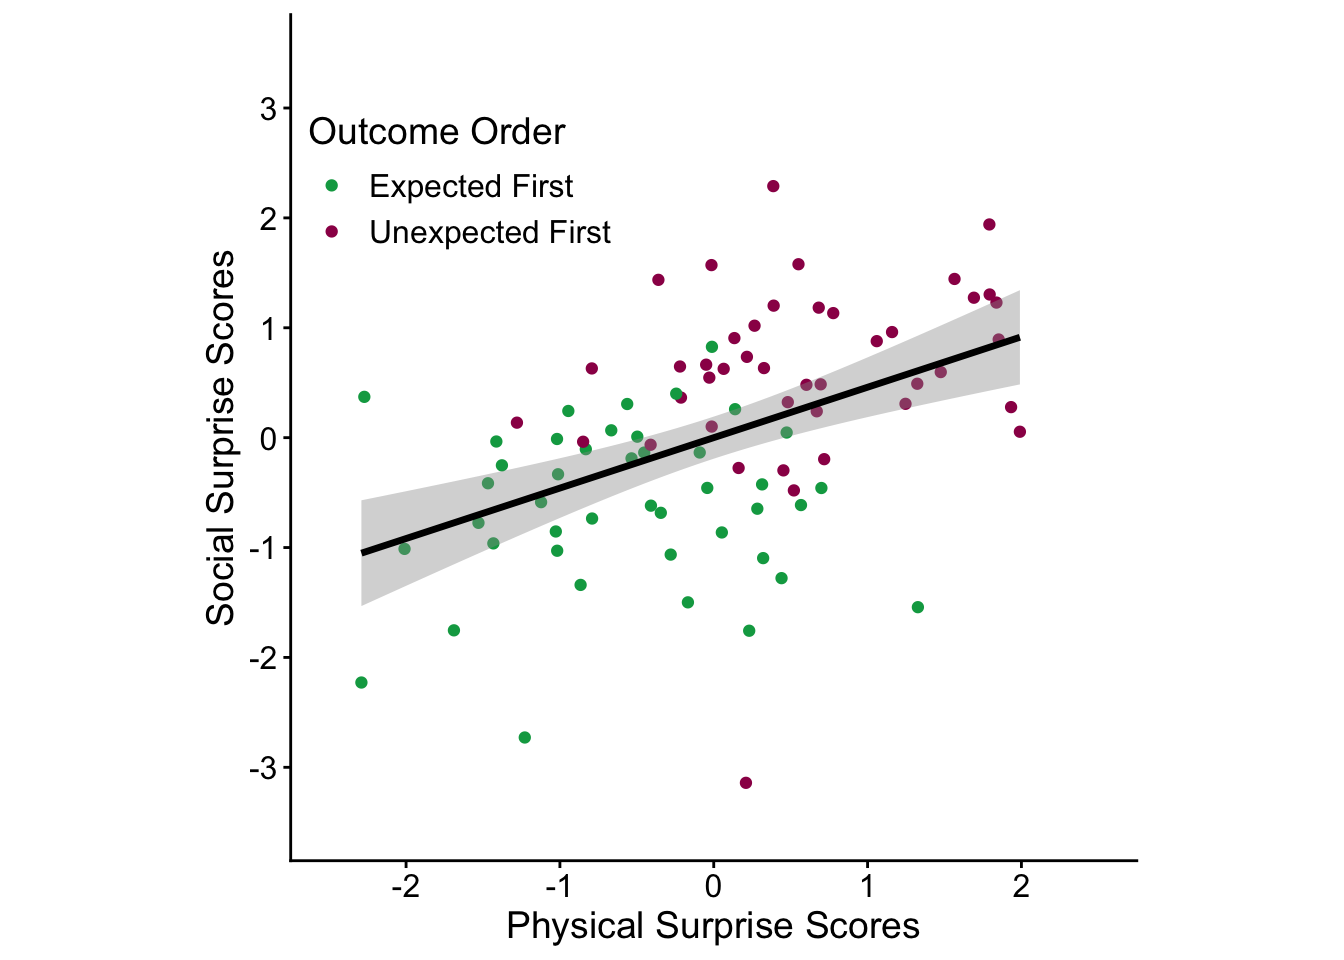 3
Outcome Order
Expected First
2
Unexpected First
1
0
-1
-2
-3
Social Surprise Scores
-2 -1 0 1 2
Physical Surprise Scores